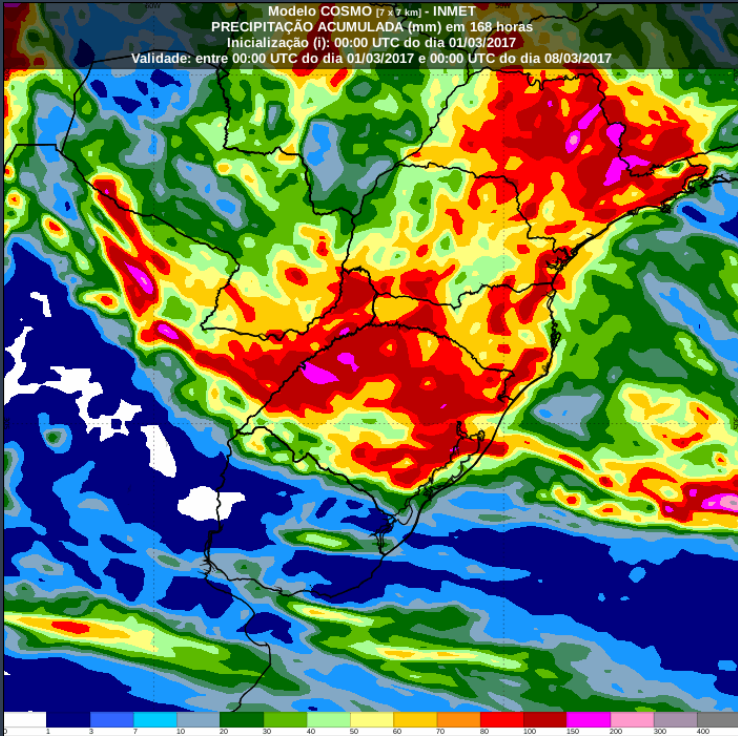 Modelo COSMO [7 x 7 km] - INMET
PRECIPITAÇÃO ACUMULADA (mm) em 168 horas
Inicialização (i): 00:00 UTC do dia 01/03/2017
Validade: entre 00:00 UTC do dia 01/03/2017 e 00:00 UTC do dia 08/03/2017
0 1 3 7 10 20 30 40 50 60 70 80 100 150 200 300 400